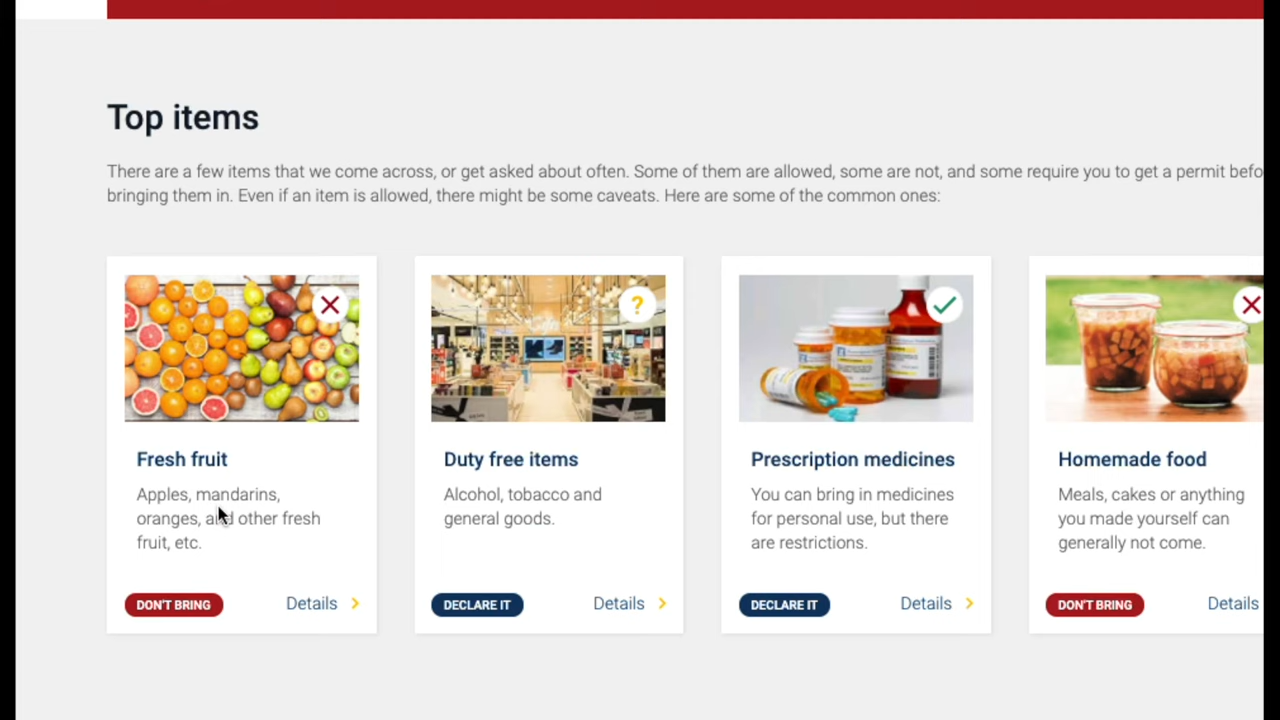 Top items
There are a few items that we come across, or get asked about often. Some of them are allowed, some are not, and some require you to get a permit befo
bringing them in. Even if an item is allowed, there might be some caveats. Here are some of the common ones:
?
Fresh fruit
Apples, mandarins,
oranges, and other fresh
fruit, etc.
DON'T BRING
Details
Duty free items
Alcohol, tobacco and
general goods.
DECLARE IT
Details
Prescription medicines
You can bring in medicines
for personal use, but there
are restrictions.
DECLARE IT
Details
Homemade food
Meals, cakes or anything
you made yourself can
generally not come.
DON'T BRING
Details